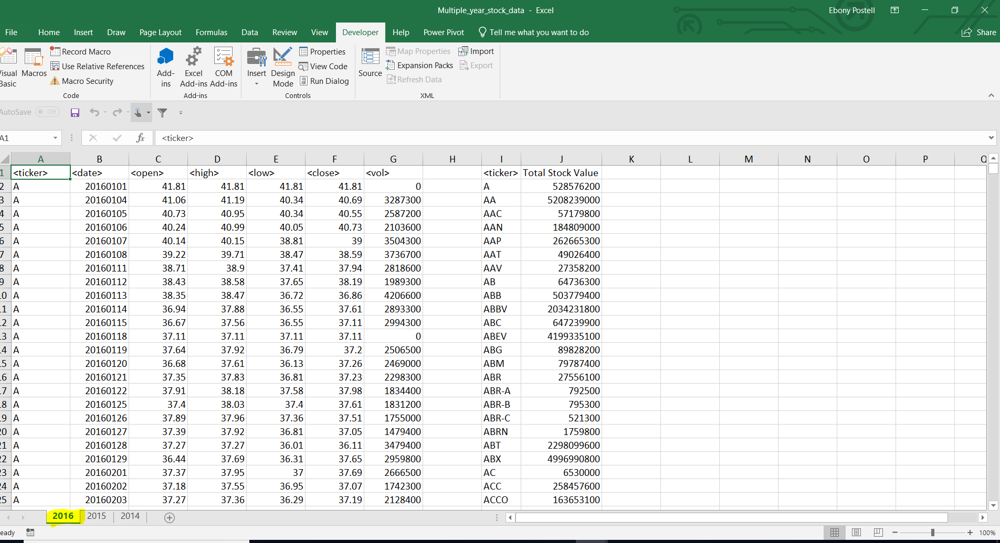 Multiple_year_stock_data - Excel Ebony Postell
File Home Insert Draw Page Layout Formulas Data Review View Developer Help Power Pivot Tell me what you want to do Share
Record Macro
Use Relative References
Macro Security
Macros
Basic
Code
Add-
ins
Excel
Add-ins
COM
Add-ins
Add-ins
Insert
Design
Mode
Properties
View Code
Run Dialog
Controls
Source
Map Properties
Expansion Packs
Refresh Data
Import
Export
XML
AutoSave Off
A1 fx <ticker>
A B C D E F G H I J K L M N O P Q
1 <ticker> <date> <open> <high> <low> <close> <vol> <ticker> Total Stock Value
2 A 20160101 41.81 41.81 41.81 41.81 0 A 528576200
3 A 20160104 41.06 41.19 40.34 40.69 3287300 AA 5208239000
4 A 20160105 40.73 40.95 40.34 40.55 2587200 AAC 57179800
5 A 20160106 40.24 40.99 40.05 40.73 2103600 AAN 184809000
6 A 20160107 40.14 40.15 38.81 39 3504300 AAP 262665300
7 A 20160108 39.22 39.71 38.47 38.59 3736700 AAT 49026400
8 A 20160111 38.71 38.9 37.41 37.94 2818600 AAV 27358200
9 A 20160112 38.43 38.58 37.65 38.19 1989300 AB 64736300
0 A 20160113 38.35 38.47 36.72 36.86 4206600 ABB 503779400
1 A 20160114 36.94 37.88 36.55 37.61 2893300 ABBV 2034231800
2 A 20160115 36.67 37.56 36.55 37.11 2994300 ABC 647239900
3 A 20160118 37.11 37.11 37.11 37.11 0 ABEV 4199335100
4 A 20160119 37.64 37.92 36.79 37.2 2506500 ABG 89828200
5 A 20160120 36.68 37.61 36.13 37.26 2469000 ABM 79787400
6 A 20160121 37.35 37.83 36.81 37.23 2298300 ABR 27556100
7 A 20160122 37.91 38.18 37.58 37.98 1834400 ABR-A 792500
8 A 20160125 37.4 38.03 37.4 37.61 1831200 ABR-B 795300
9 A 20160126 37.89 37.96 37.36 37.51 1755000 ABR-C 521300
20 A 20160127 37.39 37.92 36.81 37.05 1479400 ABRN 1759800
21 A 20160128 37.27 37.27 36.01 36.11 3479400 ABT 2298099600
22 A 20160129 36.44 37.69 36.31 37.65 2959800 ABX 4996990800
23 A 20160201 37.37 37.95 37 37.69 2666500 AC 6530000
24 A 20160202 37.18 37.55 36.95 37.07 1742300 ACC 258457600
25 A 20160203 37.27 37.36 36.29 37.19 2128400 ACCO 163653100
2016 2015 2014
eady 100%